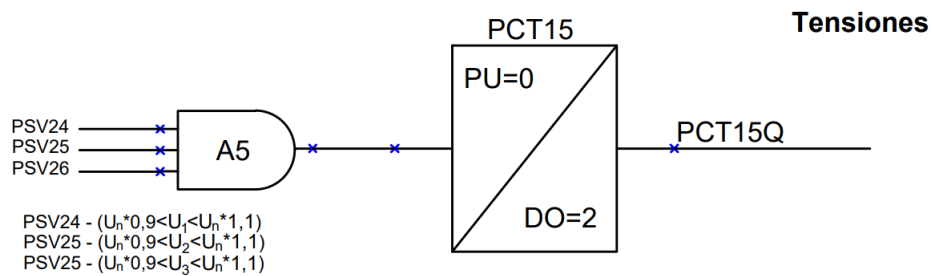 Tensiones
PCT15
PU=0
PSV24
PSV25
PSV26
A5
PCT15Q
DO=2
PSV24 - (Un*0,9<U1<Un*1,1)
PSV25 - (Un*0,9<U2<Un*1,1)
PSV25 - (Un*0,9<U3<Un*1,1)